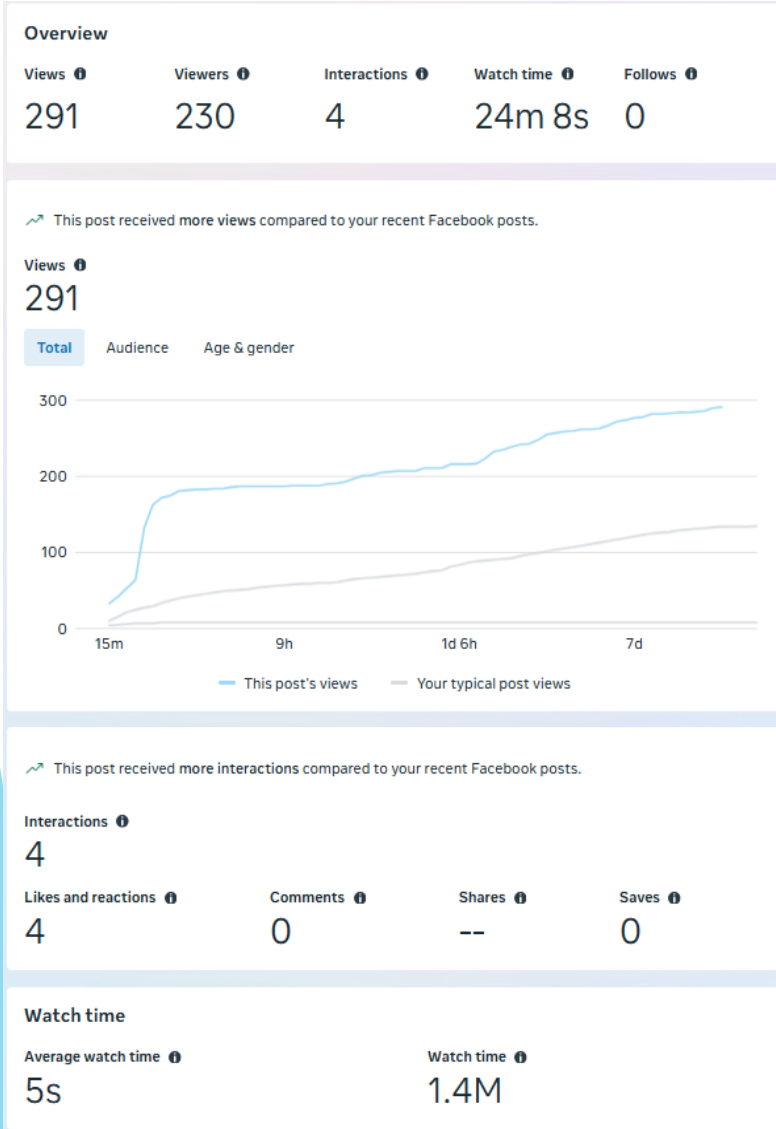 Overview
Views Viewers Interactions Watch time Follows
291 230 4 24m 8s 0
This post received more views compared to your recent Facebook posts.
Views
291
Total Audience Age & gender
300
200
100
0
15m 9h 1d 6h 7d
This post's views Your typical post views
This post received more interactions compared to your recent Facebook posts.
Interactions
4
Likes and reactions Comments Shares Saves
4 0 -- 0
Watch time
Average watch time Watch time
5s 1.4M